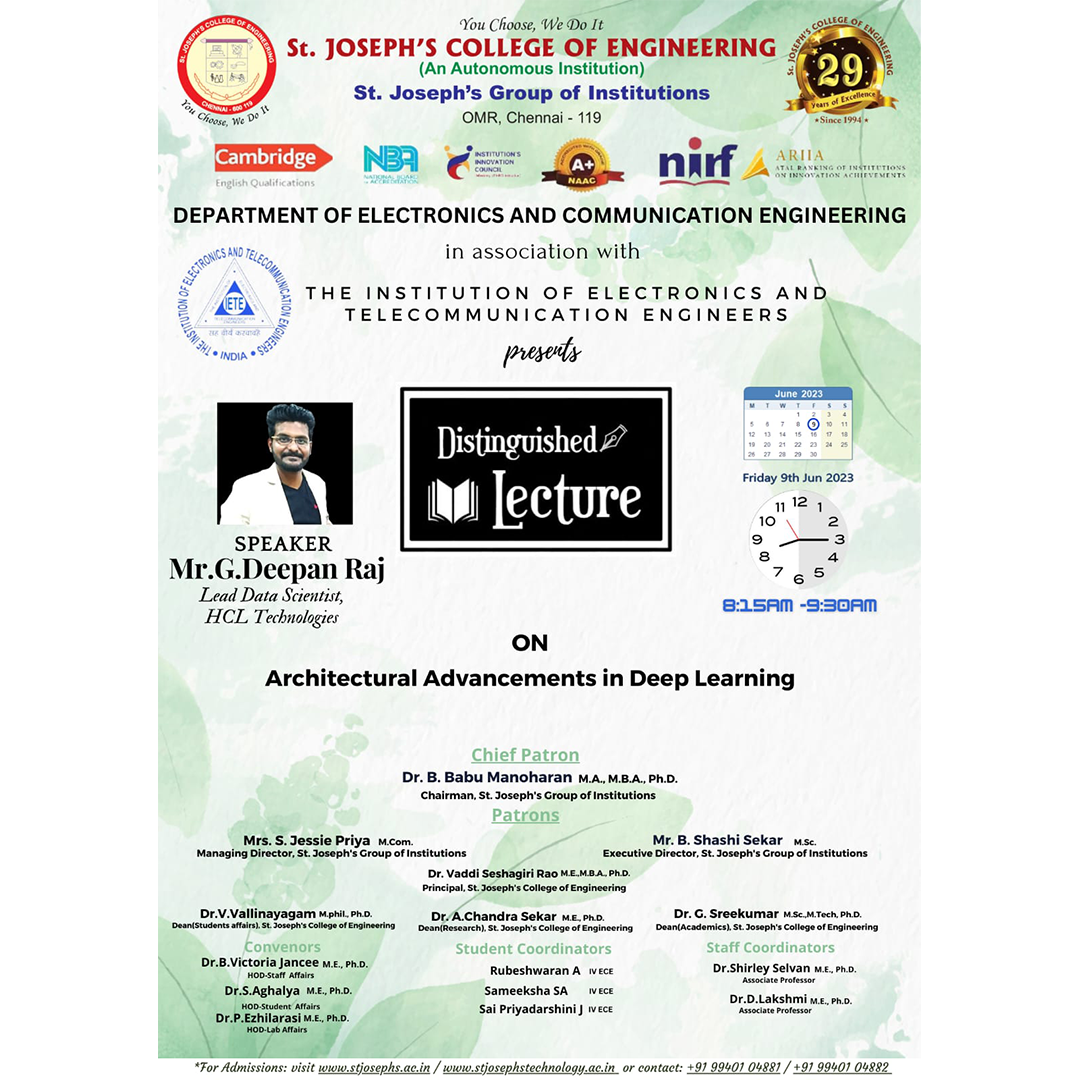 You Choose, We Do It
St. JOSEPH'S COLLEGE OF ENGINEERING
(An Autonomous Institution)
St. Joseph's Group of Institutions
OMR, Chennai - 119
St. JOSEPH'S COLLEGE OF ENGINEERING
CHENNAI - 600 119
You Choose, We Do It
St. JOSEPH'S COLLEGE OF ENGINEERING
29
Years of Excellence
*Since 1994*
Cambridge
English Qualifications
NBA
NATIONAL BOARD
of ACCREDITATION
INSTITUTION'S
INNOVATION
COUNCIL
A+
NAAC
nirf
ARIIA
ATAL RANKING OF INSTITUTIONS
ON INNOVATION ACHIEVEMENTS
DEPARTMENT OF ELECTRONICS AND COMMUNICATION ENGINEERING
in association with
THE INSTITUTION OF ELECTRONICS AND TELECOMMUNICATION ENGINEERS
• INDIA •
IETE
THE INSTITUTION OF ELECTRONICS AND
TELECOMMUNICATION ENGINEERS
presents
Distinguished
Lecture
June 2023
M T W T F S S
1 2 3 4
5 6 7 8 9 10 11
12 13 14 15 16 17 18
19 20 21 22 23 24 25
26 27 28 29 30
Friday 9th Jun 2023
12 1 2 3 4 5 6 7 8 9 10 11
8:15AM -9:30AM
SPEAKER
Mr.G.Deepan Raj
Lead Data Scientist,
HCL Technologies
ON
Architectural Advancements in Deep Learning
Chief Patron
Dr. B. Babu Manoharan M.A., M.B.A., Ph.D.
Chairman, St. Joseph's Group of Institutions
Patrons
Mrs. S. Jessie Priya M.Com.
Managing Director, St. Joseph's Group of Institutions
Mr. B. Shashi Sekar M.Sc.
Executive Director, St. Joseph's Group of Institutions
Dr. Vaddi Seshagiri Rao M.E.,M.B.A., Ph.D.
Principal, St. Joseph's College of Engineering
Dr.V.Vallinayagam M.phil., Ph.D.
Dean(Students affairs), St. Joseph's College of Engineering
Dr. A.Chandra Sekar M.E., Ph.D.
Dean(Research), St. Joseph's College of Engineering
Dr. G. Sreekumar M.Sc.,M.Tech, Ph.D.
Dean(Academics), St. Joseph's College of Engineering
Convenors
Dr.B.Victoria Jancee M.E., Ph.D.
HOD-Staff Affairs
Dr.S.Aghalya M.E., Ph.D.
HOD-Student Affairs
Dr.P.Ezhilarasi M.E., Ph.D.
HOD-Lab Affairs
Student Coordinators
Rubeshwaran A IV ECE
Sameeksha SA IV ECE
Sai Priyadarshini J IV ECE
Staff Coordinators
Dr.Shirley Selvan M.E., Ph.D.
Associate Professor
Dr.D.Lakshmi M.E., Ph.D.
Associate Professor
*For Admissions: visit www.stjosephs.ac.in / www.stjosephstechnology.ac.in or contact: +91 99401 04881 / +91 99401 04882